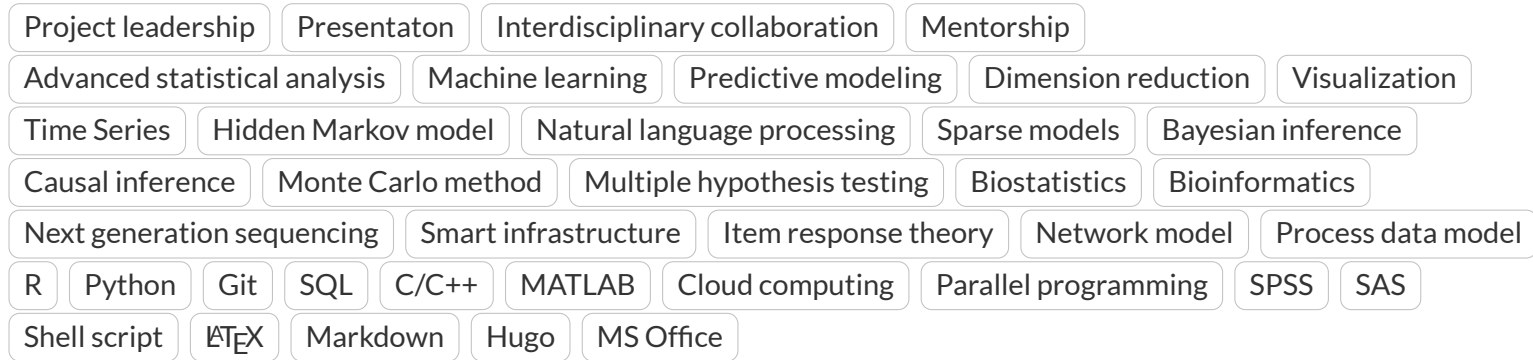 Project leadership Presentaton Interdisciplinary collaboration Mentorship
Advanced statistical analysis Machine learning Predictive modeling Dimension reduction Visualization
Time Series Hidden Markov model Natural language processing Sparse models Bayesian inference
Causal inference Monte Carlo method Multiple hypothesis testing Biostatistics Bioinformatics
Next generation sequencing Smart infrastructure Item response theory Network model Process data model
R Python Git SQL C/C++ MATLAB Cloud computing Parallel programming SPSS SAS
Shell script LATEX Markdown Hugo MS Office